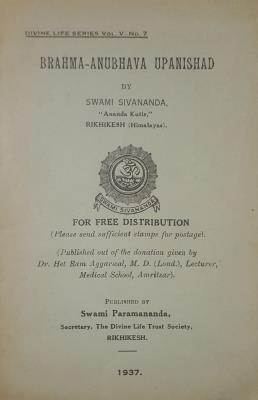 DIVINE LIFE SERIES VOL. V-No. 7
BRAHMA-ANUBHAVA UPANISHAD
BY
SWAMI SIVANANDA,
"Ananda Kutir,"
RIKHIKESH (Himalayas).
SWAMI SIVANANDA
FOR FREE DISTRIBUTION
(Please send sufficient stamps for postage).
(Published out of the donation given by
Dr. Het Ram Aggarwal, M. D. (Lond.), Lecturer,
Medical School, Amritsar).
PUBLISHED BY
Swami Paramananda,
Secretary, The Divine Life Trust Society,
RIKHIKESH.
1937.